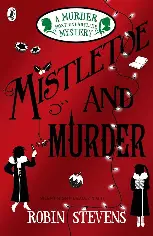 A MURDER
MOST UNLADYLIKE
MYSTERY
MISTLETOE
AND
MURDER
ROBIN STEVENS